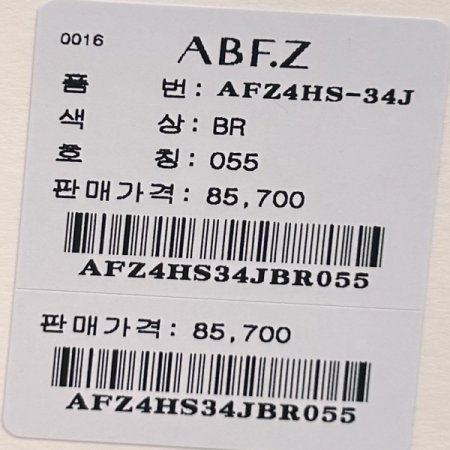 0016
ABF.Z
품 번: AFZ4HS-34J
색 상: BR
호 칭: 055
판매가격: 85,700
AFZ4HS34JBR055
판매가격: 85,700
AFZ4HS34JBR055